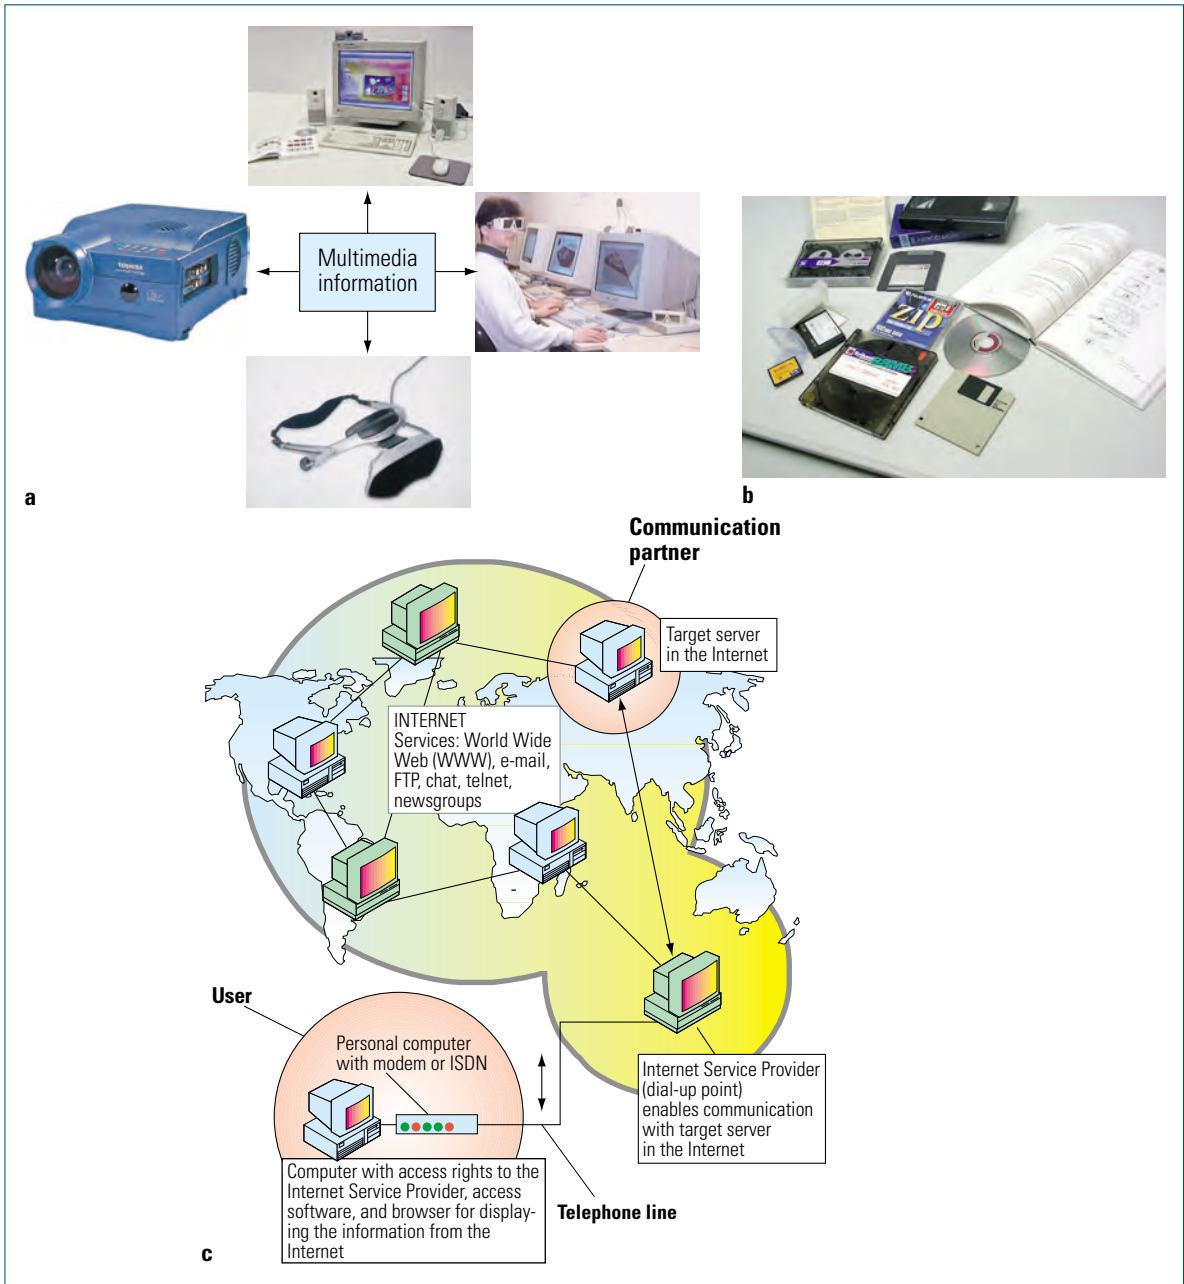 Multimedia
information
TOSHIBA
zip
a
b
Communication
partner
Target server
in the Internet
INTERNET
Services: World Wide
Web (WWW), e-mail,
FTP, chat, telnet,
newsgroups
User
Personal computer
with modem or ISDN
Internet Service Provider
(dial-up point)
enables communication
with target server
in the Internet
Computer with access rights to the
Internet Service Provider, access
software, and browser for display-
ing the information from the
Internet
Telephone line
c